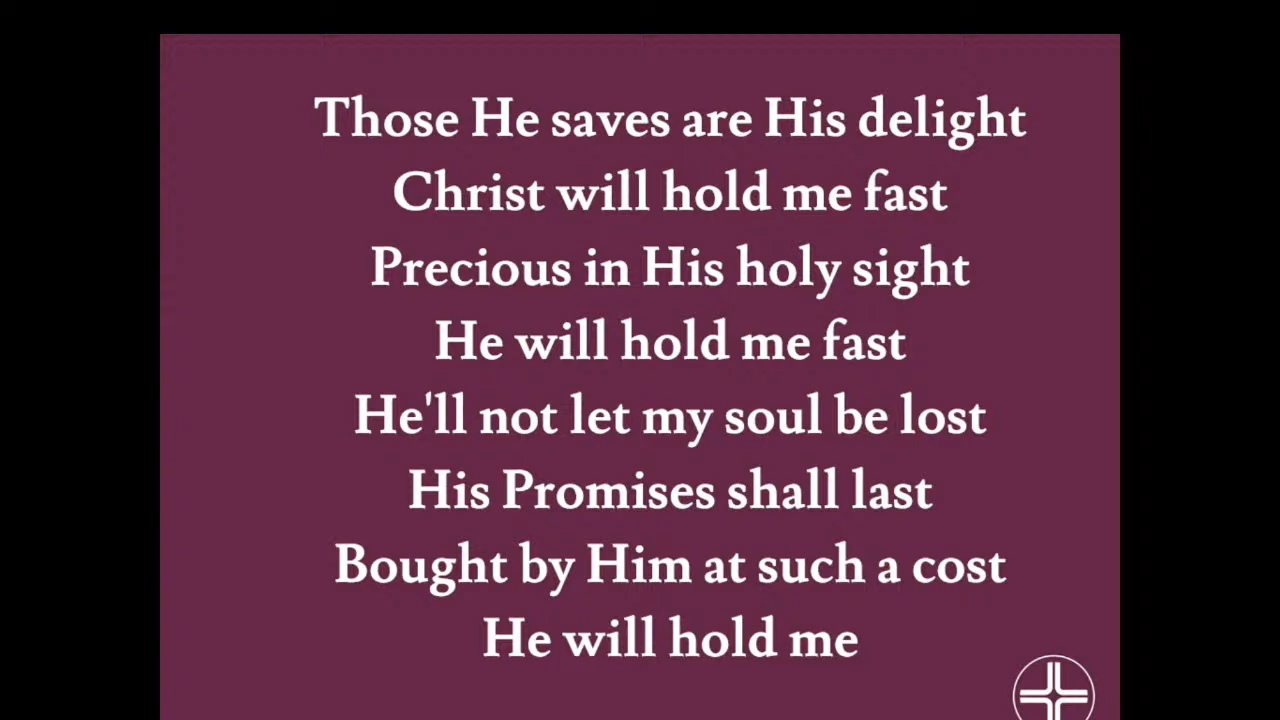 Those He saves are His delight
Christ will hold me fast
Precious in His holy sight
He will hold me fast
He'll not let my soul be lost
His Promises shall last
Bought by Him at such a cost
He will hold me